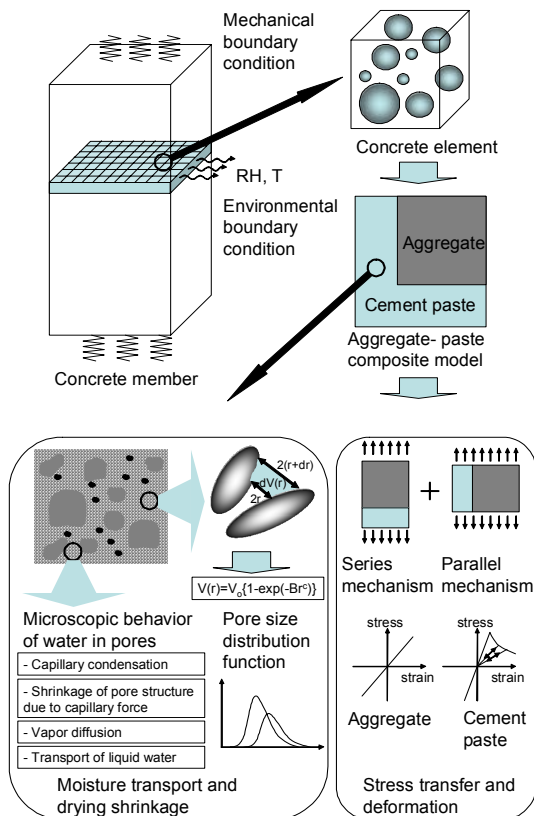 Mechanical
boundary
condition
Concrete element
RH, T
Environmental
boundary
condition
Aggregate
Cement paste
Aggregate- paste
composite model
Concrete member
2(r+dr)
dV(r)
2r
V(r)=Vo{1-exp(-Br^c)}
Microscopic behavior
of water in pores
- Capillary condensation
- Shrinkage of pore structure
due to capillary force
- Vapor diffusion
- Transport of liquid water
Pore size
distribution
function
Moisture transport and
drying shrinkage
+
Series
mechanism
Parallel
mechanism
stress
strain
Aggregate
stress
strain
Cement
paste
Stress transfer and
deformation